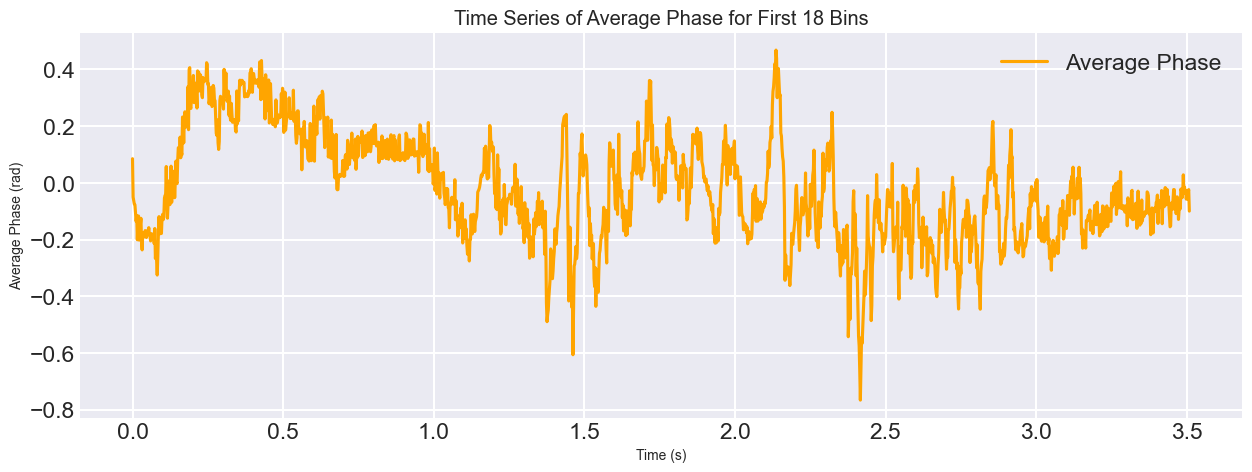 Time Series of Average Phase for First 18 Bins
Average Phase
Average Phase (rad)
0.4
0.2
0.0
−0.2
−0.4
−0.6
−0.8
0.0 0.5 1.0 1.5 2.0 2.5 3.0 3.5
Time (s)